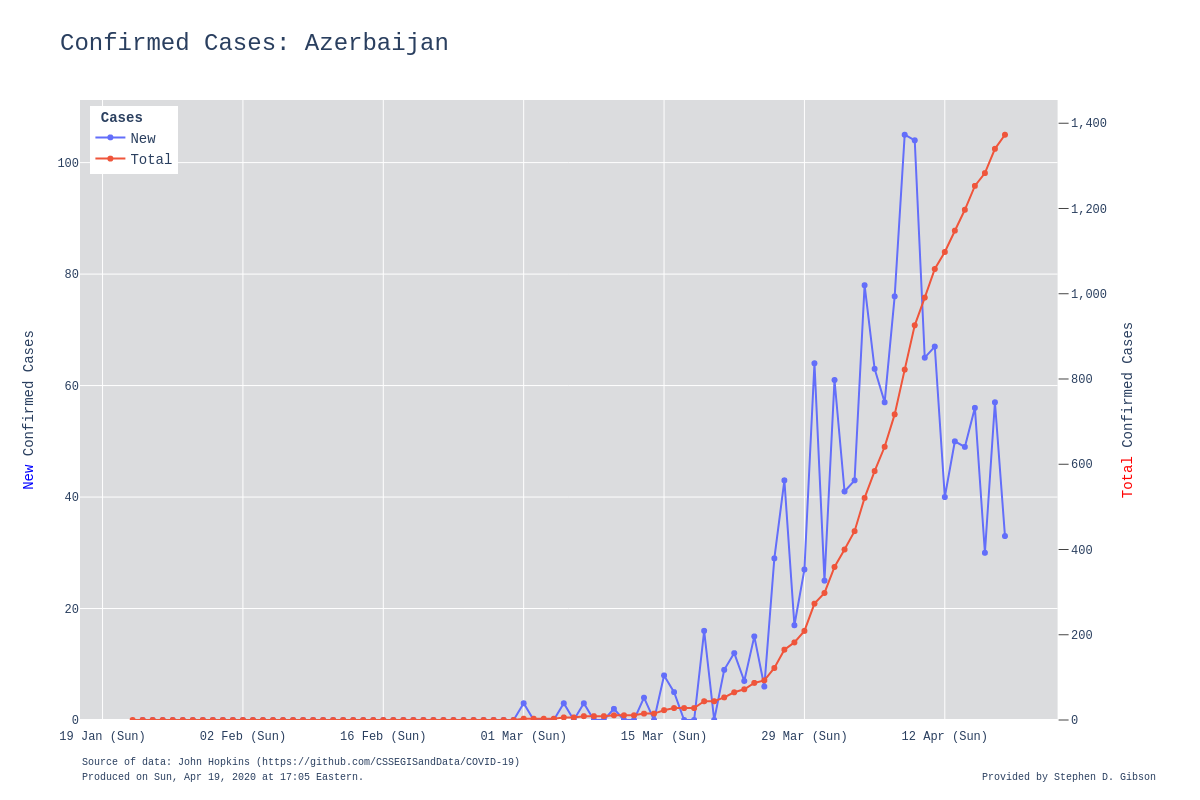 Confirmed Cases: Azerbaijan
Cases
New
Total
100
80
60
40
20
0
New Confirmed Cases
1,400
1,200
1,000
800
600
400
200
0
Total Confirmed Cases
19 Jan (Sun)
02 Feb (Sun)
16 Feb (Sun)
01 Mar (Sun)
15 Mar (Sun)
29 Mar (Sun)
12 Apr (Sun)
Source of data: John Hopkins (https://github.com/CSSEGISandData/COVID-19)
Produced on Sun, Apr 19, 2020 at 17:05 Eastern.
Provided by Stephen D. Gibson